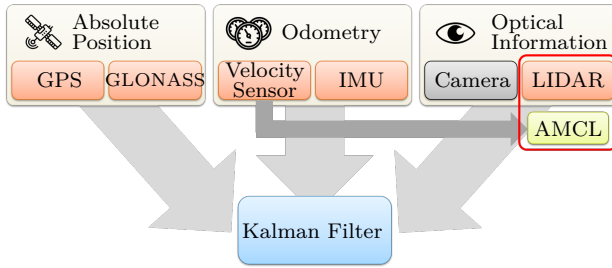 Absolute
Position
GPS
GLONASS
Odometry
Velocity
Sensor
IMU
Optical
Information
Camera
LIDAR
AMCL
Kalman Filter